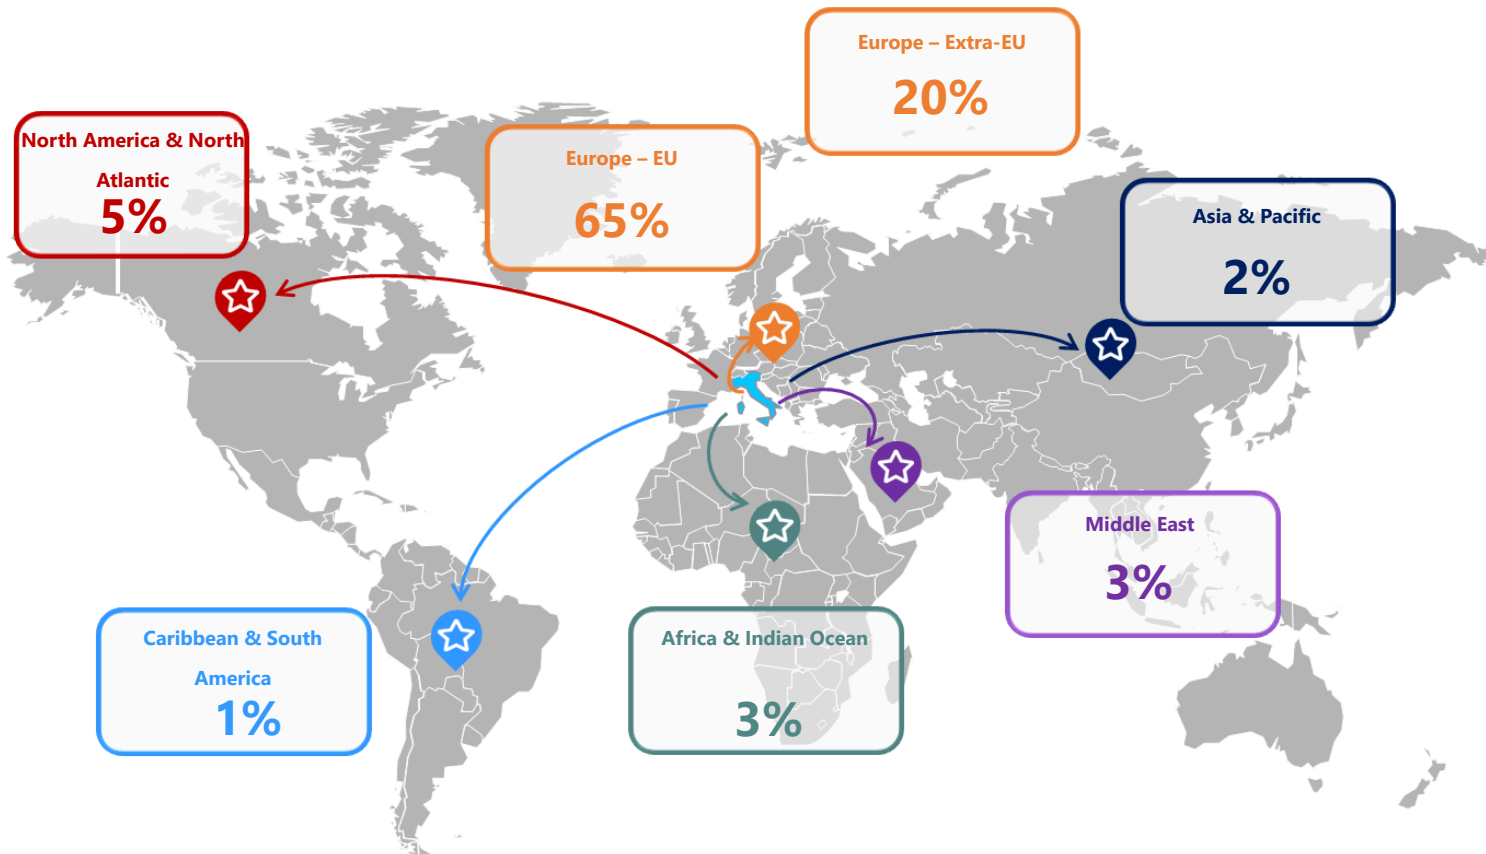 Europe – Extra-EU
20%
North America & North
Atlantic
5%
Europe – EU
65%
Asia & Pacific
2%
Middle East
3%
Caribbean & South
America
1%
Africa & Indian Ocean
3%